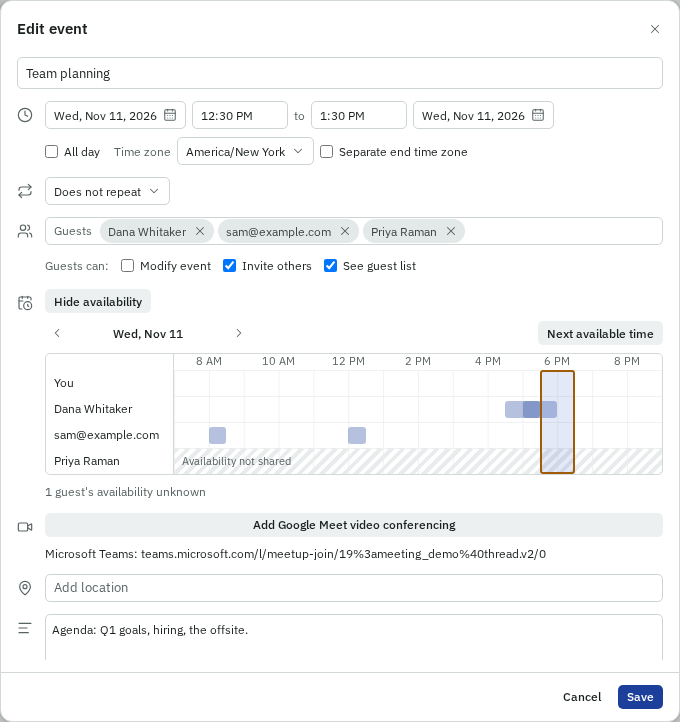 Edit event
Team planning
Wed, Nov 11, 2026 12:30 PM to 1:30 PM Wed, Nov 11, 2026
All day Time zone America/New York Separate end time zone
Does not repeat
Guests Dana Whitaker sam@example.com Priya Raman
Guests can: Modify event Invite others See guest list
Hide availability
Wed, Nov 11 Next available time
8 AM 10 AM 12 PM 2 PM 4 PM 6 PM 8 PM
You
Dana Whitaker
sam@example.com
Priya Raman Availability not shared
1 guest's availability unknown
Add Google Meet video conferencing
Microsoft Teams: teams.microsoft.com/l/meetup-join/19%3ameeting_demo%40thread.v2/0
Add location
Agenda: Q1 goals, hiring, the offsite.
Cancel Save